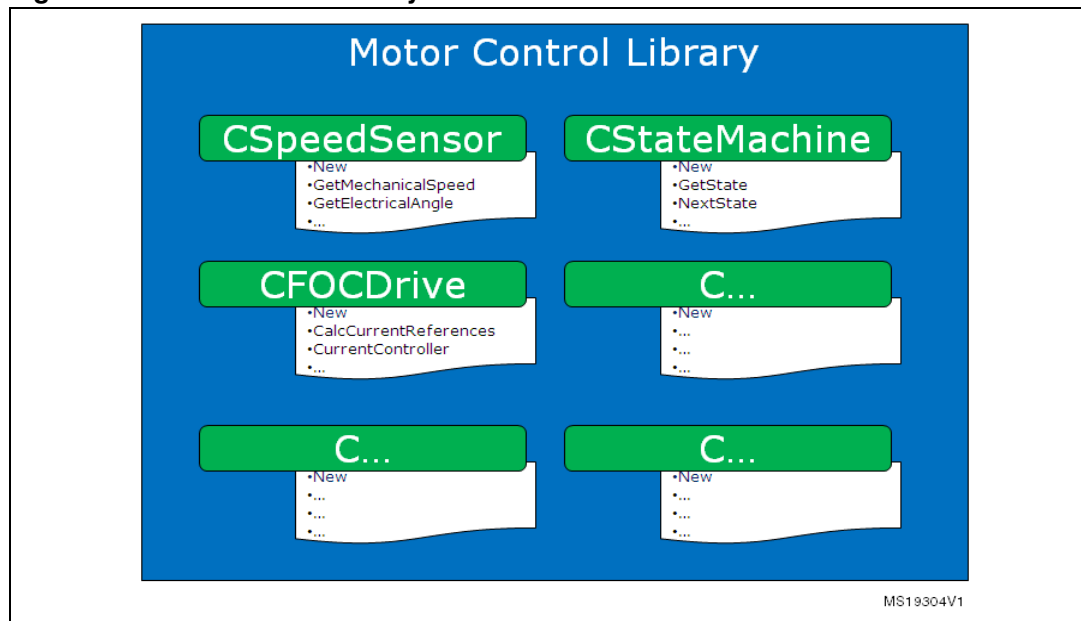 Motor Control Library
CSpeedSensor
•New
•GetMechanicalSpeed
•GetElectricalAngle
•...
CStateMachine
•New
•GetState
•NextState
•...
CFOCDrive
•New
•CalcCurrentReferences
•CurrentController
•...
C...
•New
•...
•...
•...
C...
•New
•...
•...
•...
C...
•New
•...
•...
•...
MS19304V1